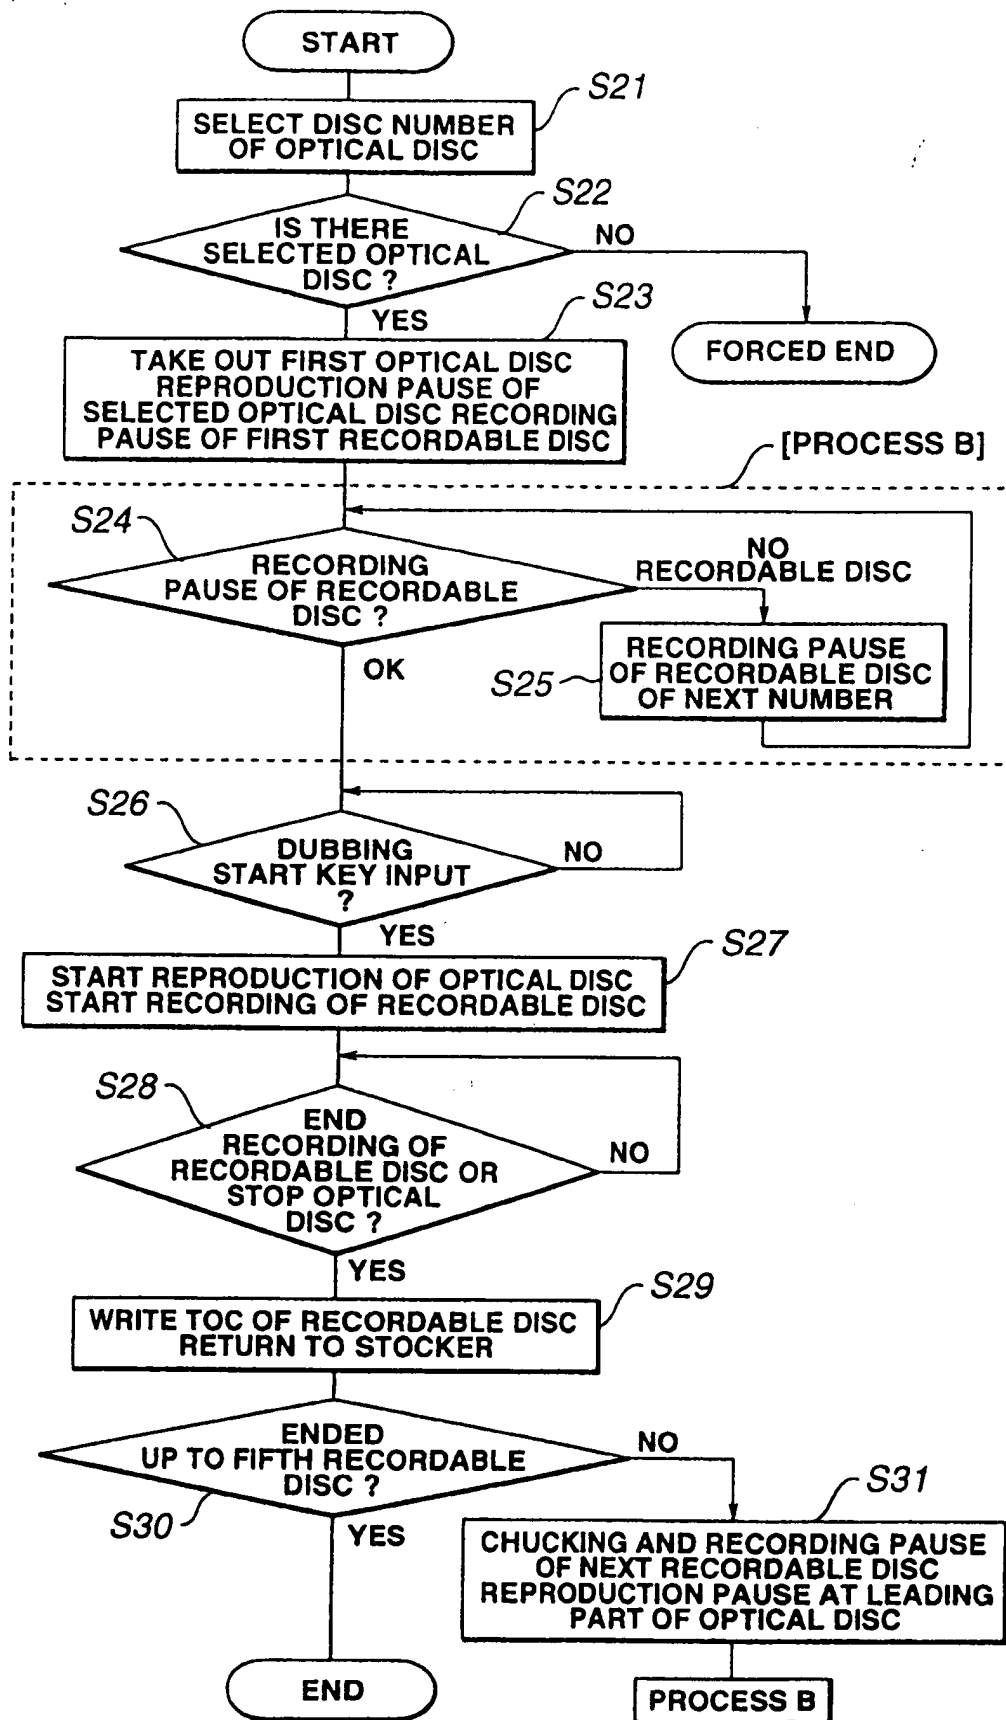 START
S21
SELECT DISC NUMBER
OF OPTICAL DISC
S22
IS THERE
SELECTED OPTICAL
DISC ?
NO
YES
FORCED END
S23
TAKE OUT FIRST OPTICAL DISC
REPRODUCTION PAUSE OF
SELECTED OPTICAL DISC RECORDING
PAUSE OF FIRST RECORDABLE DISC
[PROCESS B]
S24
RECORDING
PAUSE OF RECORDABLE
DISC ?
NO
RECORDABLE DISC
OK
S25
RECORDING PAUSE
OF RECORDABLE DISC
OF NEXT NUMBER
S26
DUBBING
START KEY INPUT
?
NO
YES
S27
START REPRODUCTION OF OPTICAL DISC
START RECORDING OF RECORDABLE DISC
S28
END
RECORDING OF
RECORDABLE DISC OR
STOP OPTICAL
DISC ?
NO
YES
S29
WRITE TOC OF RECORDABLE DISC
RETURN TO STOCKER
ENDED
UP TO FIFTH RECORDABLE
DISC ?
NO
S30
YES
S31
CHUCKING AND RECORDING PAUSE
OF NEXT RECORDABLE DISC
REPRODUCTION PAUSE AT LEADING
PART OF OPTICAL DISC
END
PROCESS B